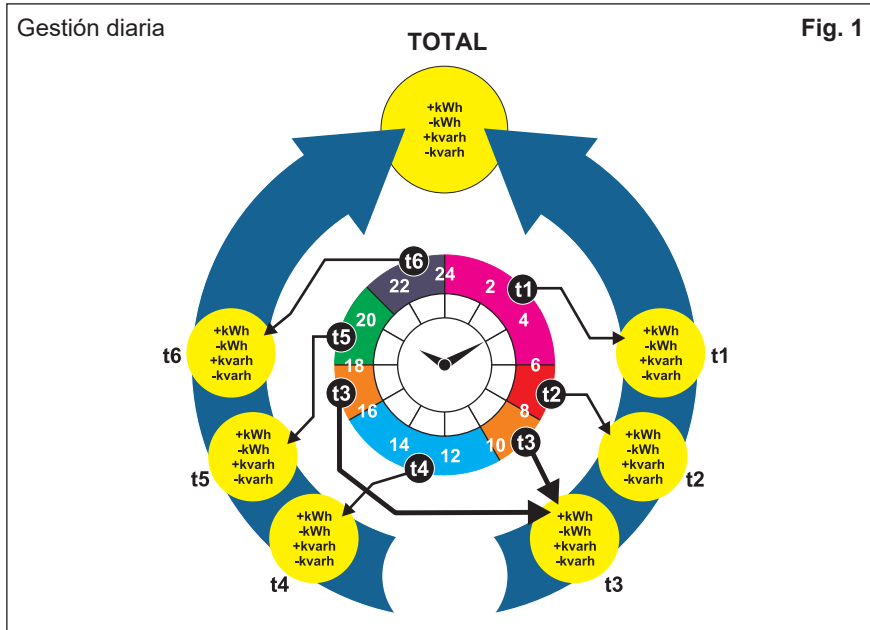 Gestión diaria
Fig. 1
TOTAL
+kWh
-kWh
+kvarh
-kvarh
t6
24
22
2
t1
20
4
t5
18
6
t3
16
8
t2
14
12
10
t3
t4
+kWh
-kWh
+kvarh
-kvarh
t6
+kWh
-kWh
+kvarh
-kvarh
t1
+kWh
-kWh
+kvarh
-kvarh
t5
+kWh
-kWh
+kvarh
-kvarh
t2
+kWh
-kWh
+kvarh
-kvarh
t4
+kWh
-kWh
+kvarh
-kvarh
t3